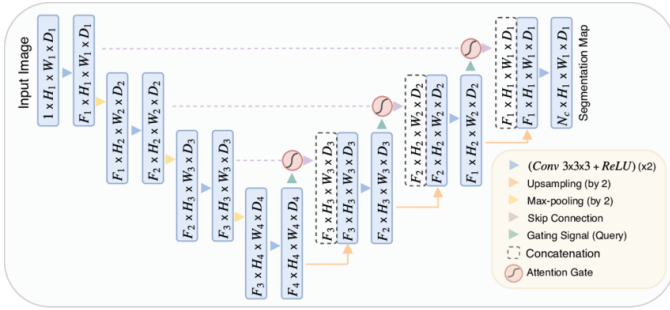 Input Image
1 x H₁ x W₁ x D₁
F₁ x H₁ x W₁ x D₁
F₁ x H₂ x W₂ x D₂
F₂ x H₂ x W₂ x D₂
F₂ x H₃ x W₃ x D₃
F₃ x H₃ x W₃ x D₃
F₃ x H₄ x W₄ x D₄
F₄ x H₄ x W₄ x D₄
F₃ x H₃ x W₃ x D₃
F₃ x H₃ x W₃ x D₃
F₂ x H₃ x W₃ x D₃
F₂ x H₂ x W₂ x D₂
F₂ x H₂ x W₂ x D₂
F₁ x H₂ x W₂ x D₂
F₁ x H₁ x W₁ x D₁
F₁ x H₁ x W₁ x D₁
N_c x H₁ x W₁ x D₁
Segmentation Map
(Conv 3x3x3 + ReLU) (x2)
Upsampling (by 2)
Max-pooling (by 2)
Skip Connection
Gating Signal (Query)
Concatenation
Attention Gate